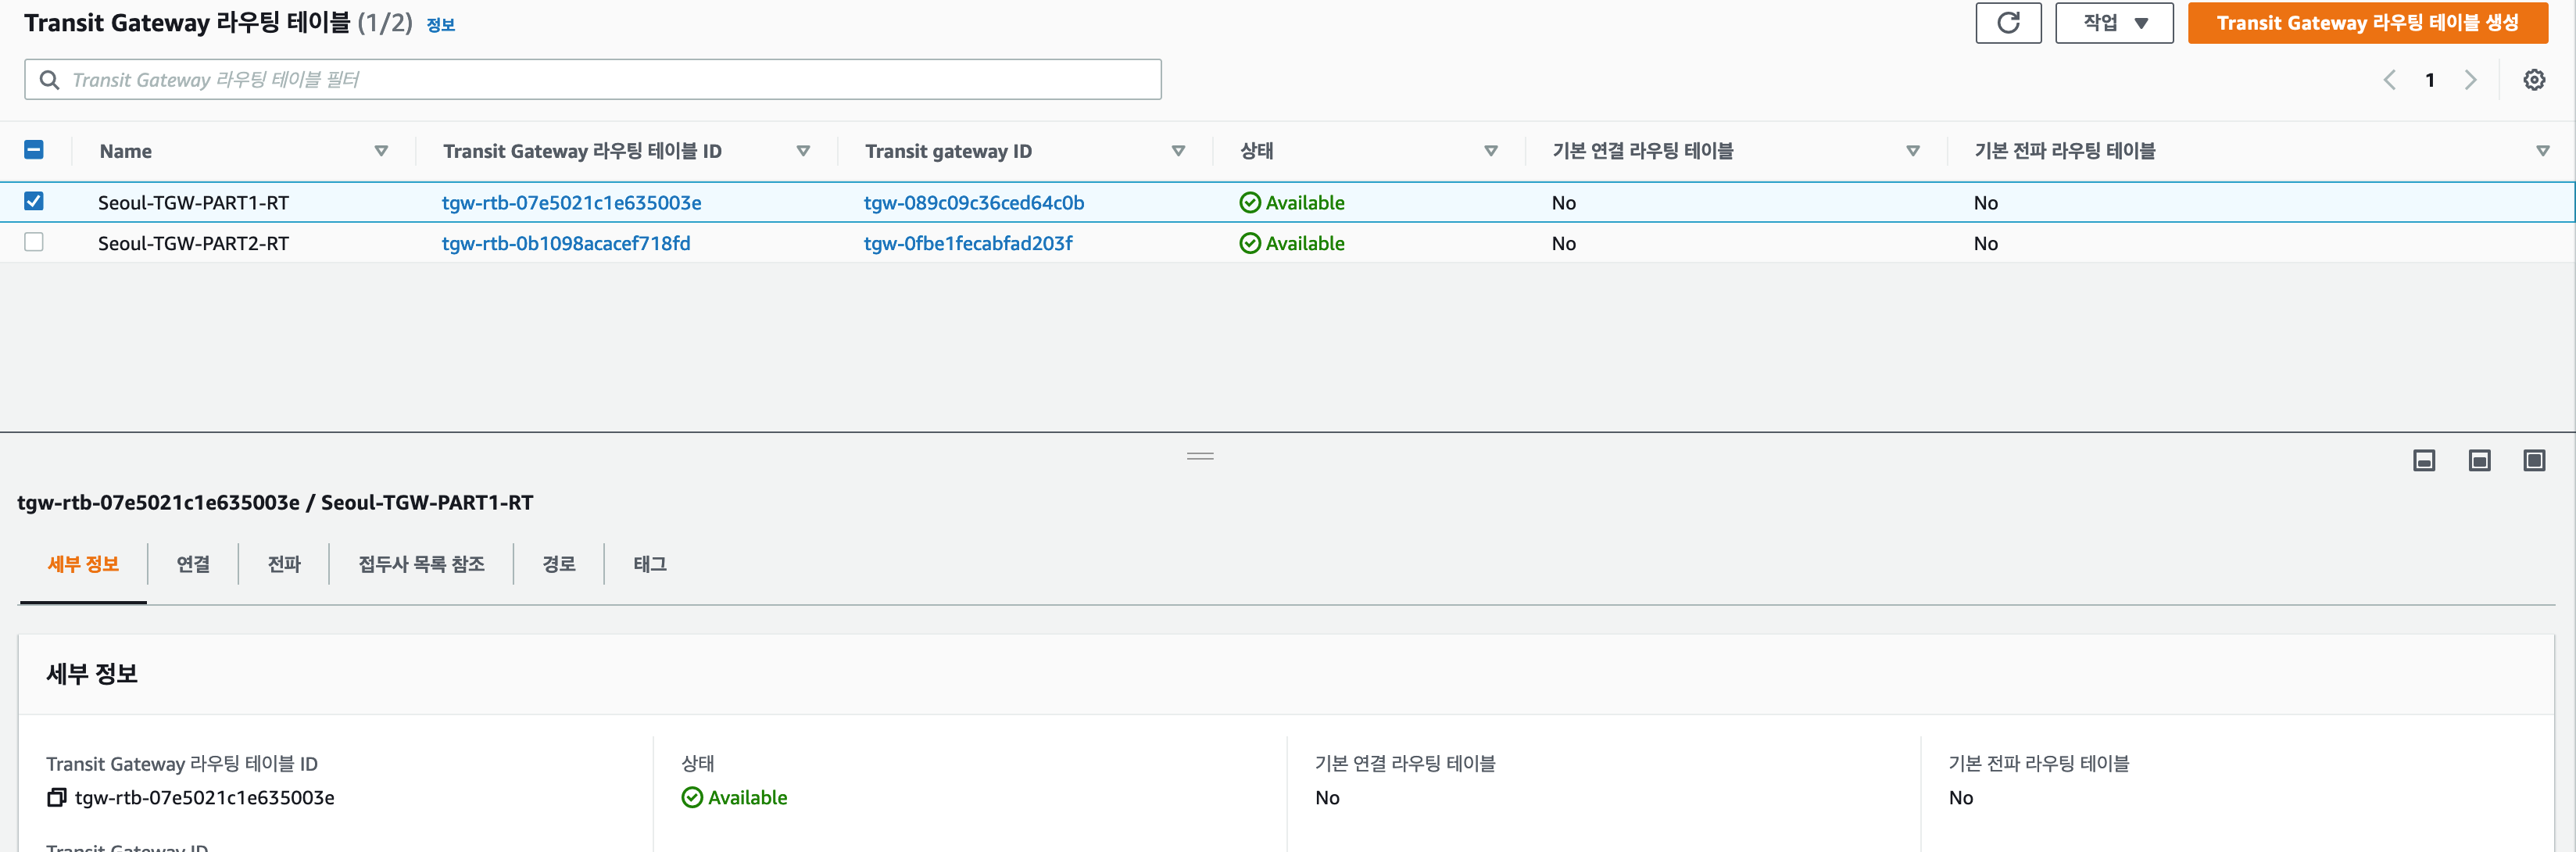 Transit Gateway 라우팅 테이블 (1/2) 정보
작업
Transit Gateway 라우팅 테이블 생성
Transit Gateway 라우팅 테이블 필터
1
Name Transit Gateway 라우팅 테이블 ID Transit gateway ID 상태 기본 연결 라우팅 테이블 기본 전파 라우팅 테이블
Seoul-TGW-PART1-RT tgw-rtb-07e5021c1e635003e tgw-089c09c36ced64c0b Available No No
Seoul-TGW-PART2-RT tgw-rtb-0b1098acacef718fd tgw-0fbe1fecabfad203f Available No No
tgw-rtb-07e5021c1e635003e / Seoul-TGW-PART1-RT
세부 정보 연결 전파 접두사 목록 참조 경로 태그
세부 정보
Transit Gateway 라우팅 테이블 ID 상태 기본 연결 라우팅 테이블 기본 전파 라우팅 테이블
tgw-rtb-07e5021c1e635003e Available No No
Transit Gateway ID